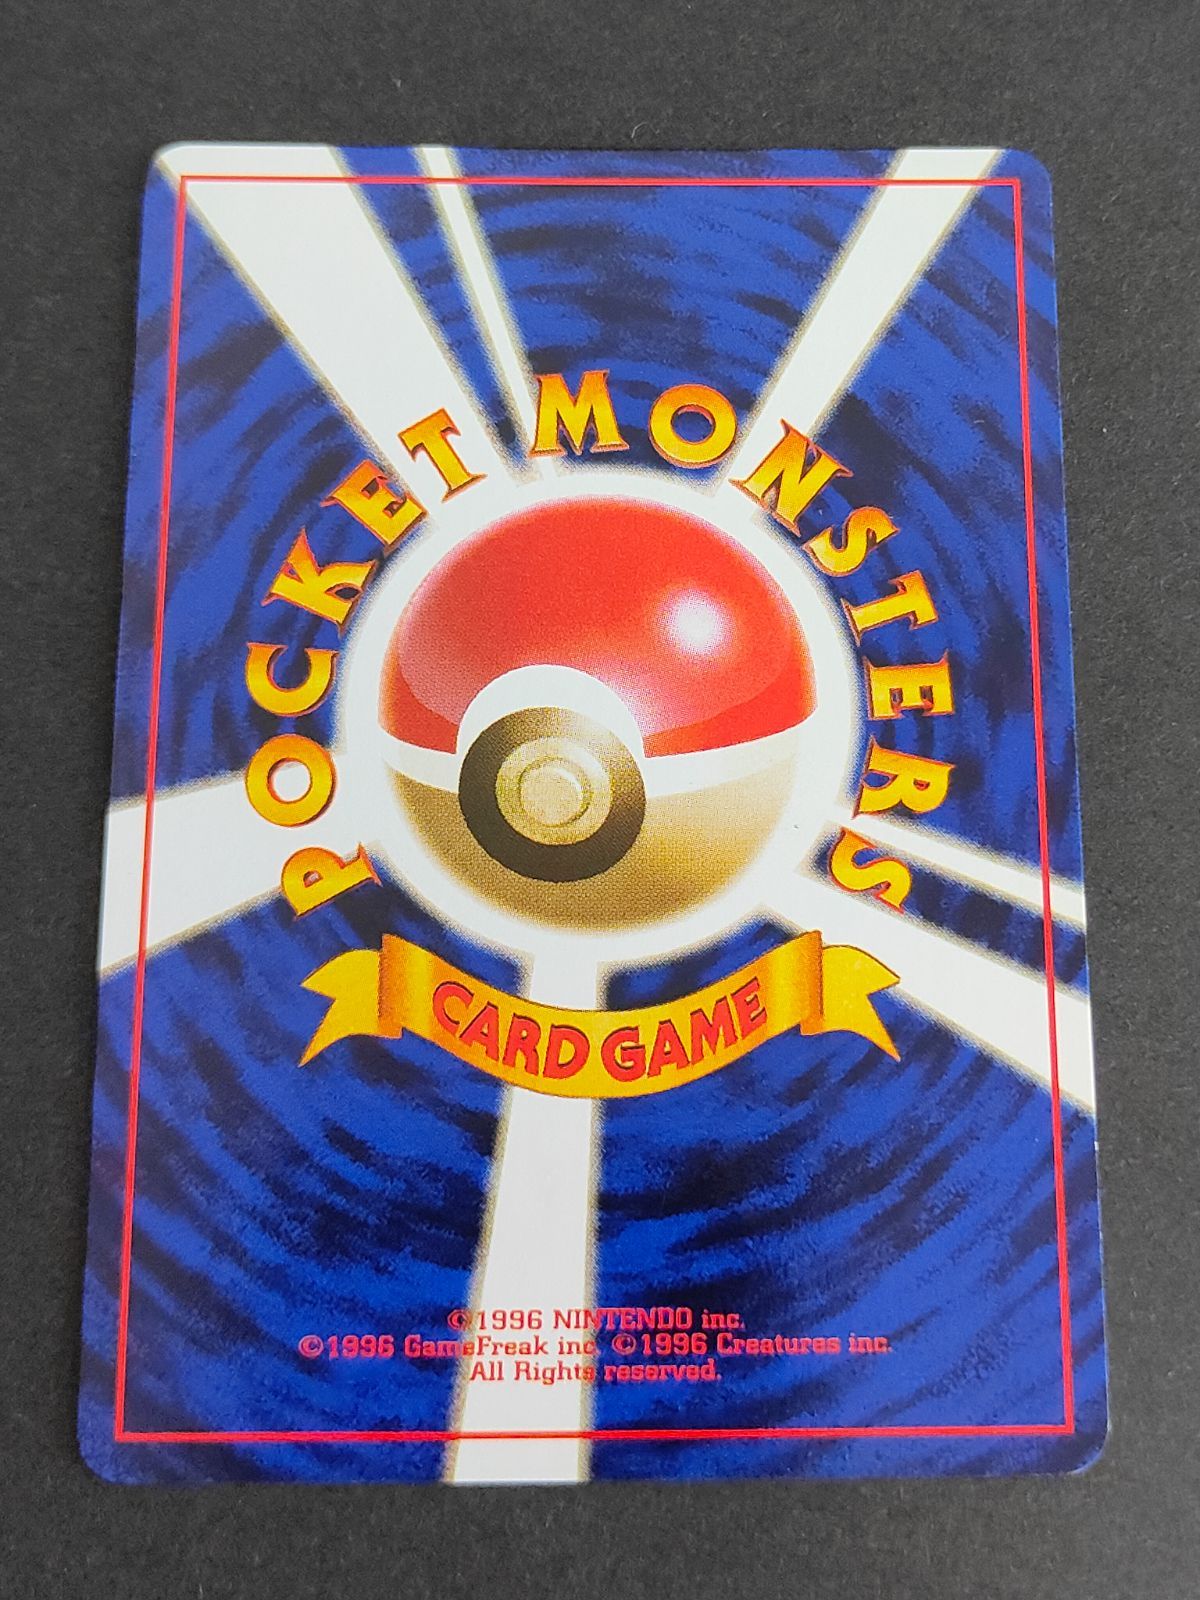 POCKET MONSTERS
CARD GAME
©1996 NINTENDO inc.
©1996 GameFreak inc. ©1996 Creatures inc.
All Rights reserved.